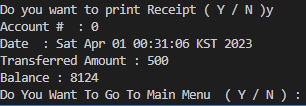 Do you want to print Receipt ( Y / N )y
Account #  : 0
Date  : Sat Apr 01 00:31:06 KST 2023
Transferred Amount : 500
Balance : 8124
Do You Want To Go To Main Menu  ( Y / N ) :